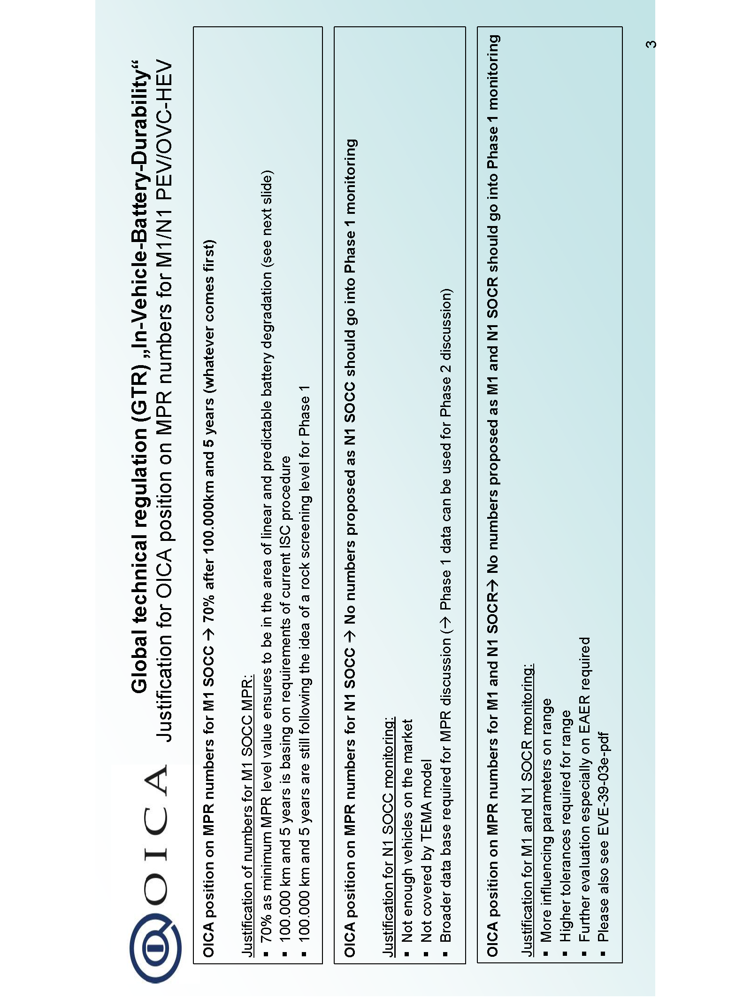 OICA
Global technical regulation (GTR) „In-Vehicle-Battery-Durability“
Justification for OICA position on MPR numbers for M1/N1 PEV/OVC-HEV
OICA position on MPR numbers for M1 SOCC → 70% after 100.000km and 5 years (whatever comes first)
Justification of numbers for M1 SOCC MPR:
▪ 70% as minimum MPR level value ensures to be in the area of linear and predictable battery degradation (see next slide)
▪ 100.000 km and 5 years is basing on requirements of current ISC procedure
▪ 100.000 km and 5 years are still following the idea of a rock screening level for Phase 1
OICA position on MPR numbers for N1 SOCC → No numbers proposed as N1 SOCC should go into Phase 1 monitoring
Justification for N1 SOCC monitoring:
▪ Not enough vehicles on the market
▪ Not covered by TEMA model
▪ Broader data base required for MPR discussion (→ Phase 1 data can be used for Phase 2 discussion)
OICA position on MPR numbers for M1 and N1 SOCR→ No numbers proposed as M1 and N1 SOCR should go into Phase 1 monitoring
Justification for M1 and N1 SOCR monitoring:
▪ More influencing parameters on range
▪ Higher tolerances required for range
▪ Further evaluation especially on EAER required
▪ Please also see EVE-39-03e-pdf
3